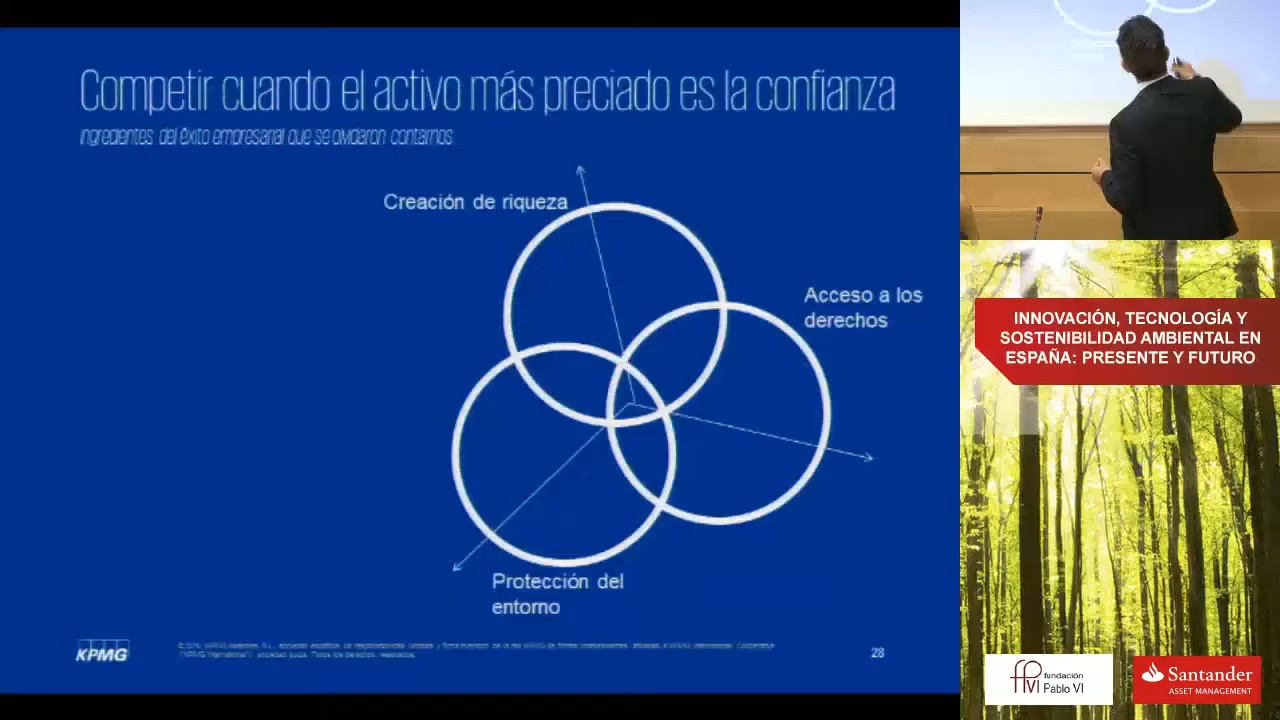 Competir cuando el activo más preciado es la confianza
Ingredientes del éxito empresarial que se olvidaron contarnos
Creación de riqueza
Acceso a los
derechos
Protección del
entorno
KPMG
28
INNOVACIÓN, TECNOLOGÍA Y
SOSTENIBILIDAD AMBIENTAL EN
ESPAÑA: PRESENTE Y FUTURO
fundación
Pablo VI
Santander
ASSET MANAGEMENT